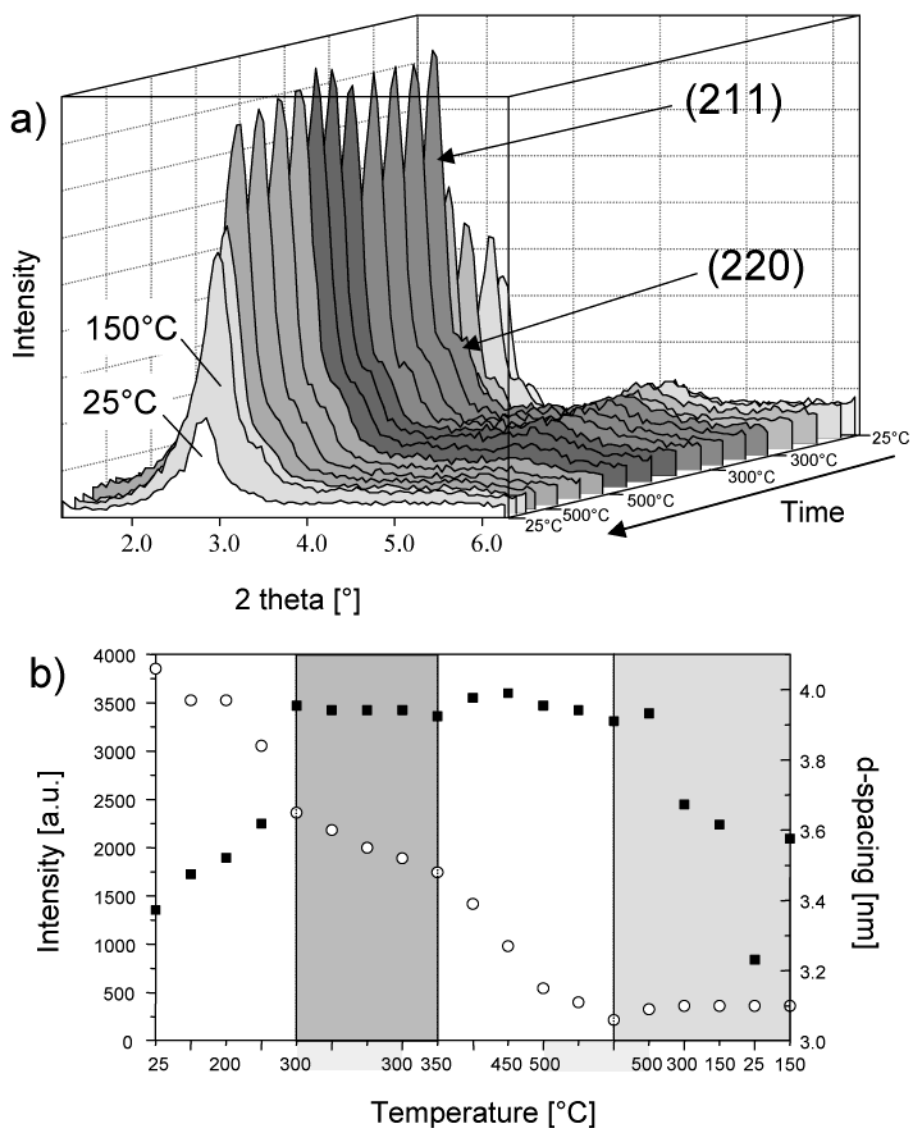 a)
(211)
(220)
Intensity
150°C
25°C
25°C
300°C
300°C
500°C
500°C
25°C
Time
2.0 3.0 4.0 5.0 6.0
2 theta [°]
b)
4000
3500
3000
2500
2000
1500
1000
500
0
Intensity [a.u.]
4.0
3.8
3.6
3.4
3.2
3.0
d-spacing [nm]
25 200 300 300 350 450 500 500 300 150 25 150
Temperature [°C]